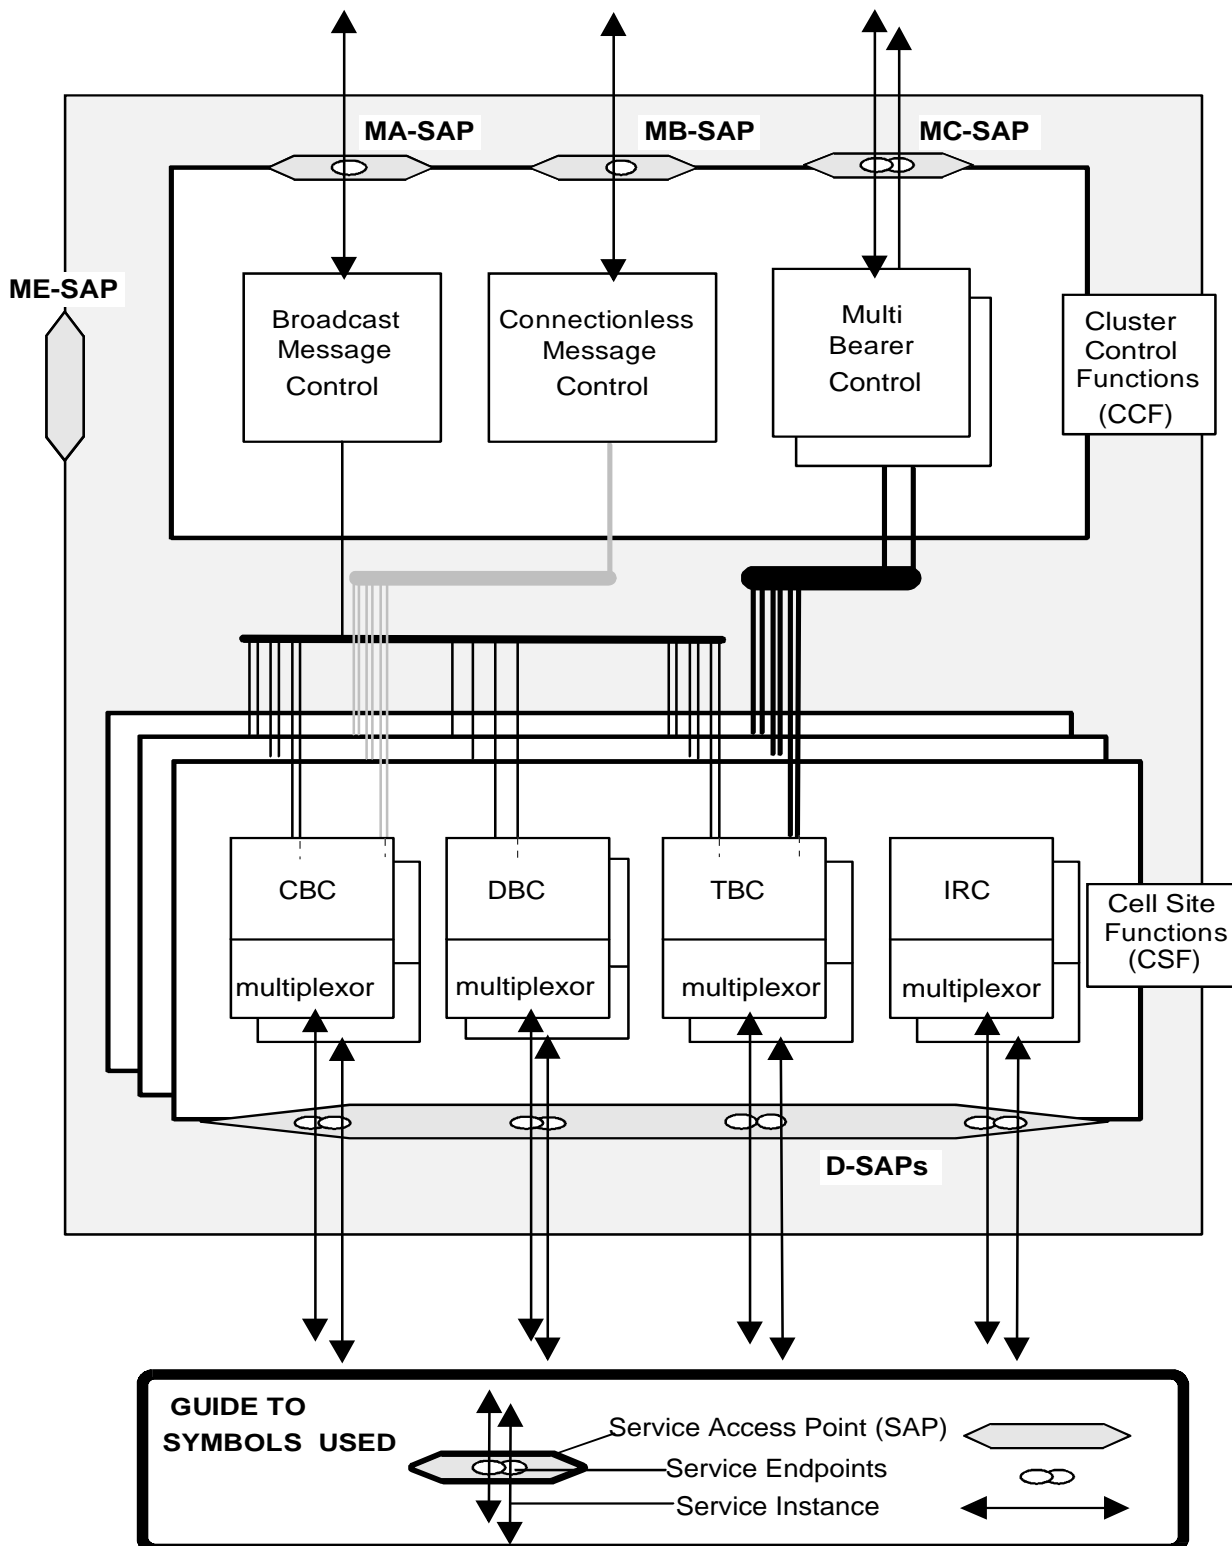 MA-SAP
MB-SAP
MC-SAP
ME-SAP
Broadcast
Message
Control
Connectionless
Message
Control
Multi
Bearer
Control
Cluster
Control
Functions
(CCF)
CBC
DBC
TBC
IRC
multiplexor
multiplexor
multiplexor
multiplexor
Cell Site
Functions
(CSF)
D-SAPs
GUIDE TO
SYMBOLS USED
Service Access Point (SAP)
Service Endpoints
Service Instance